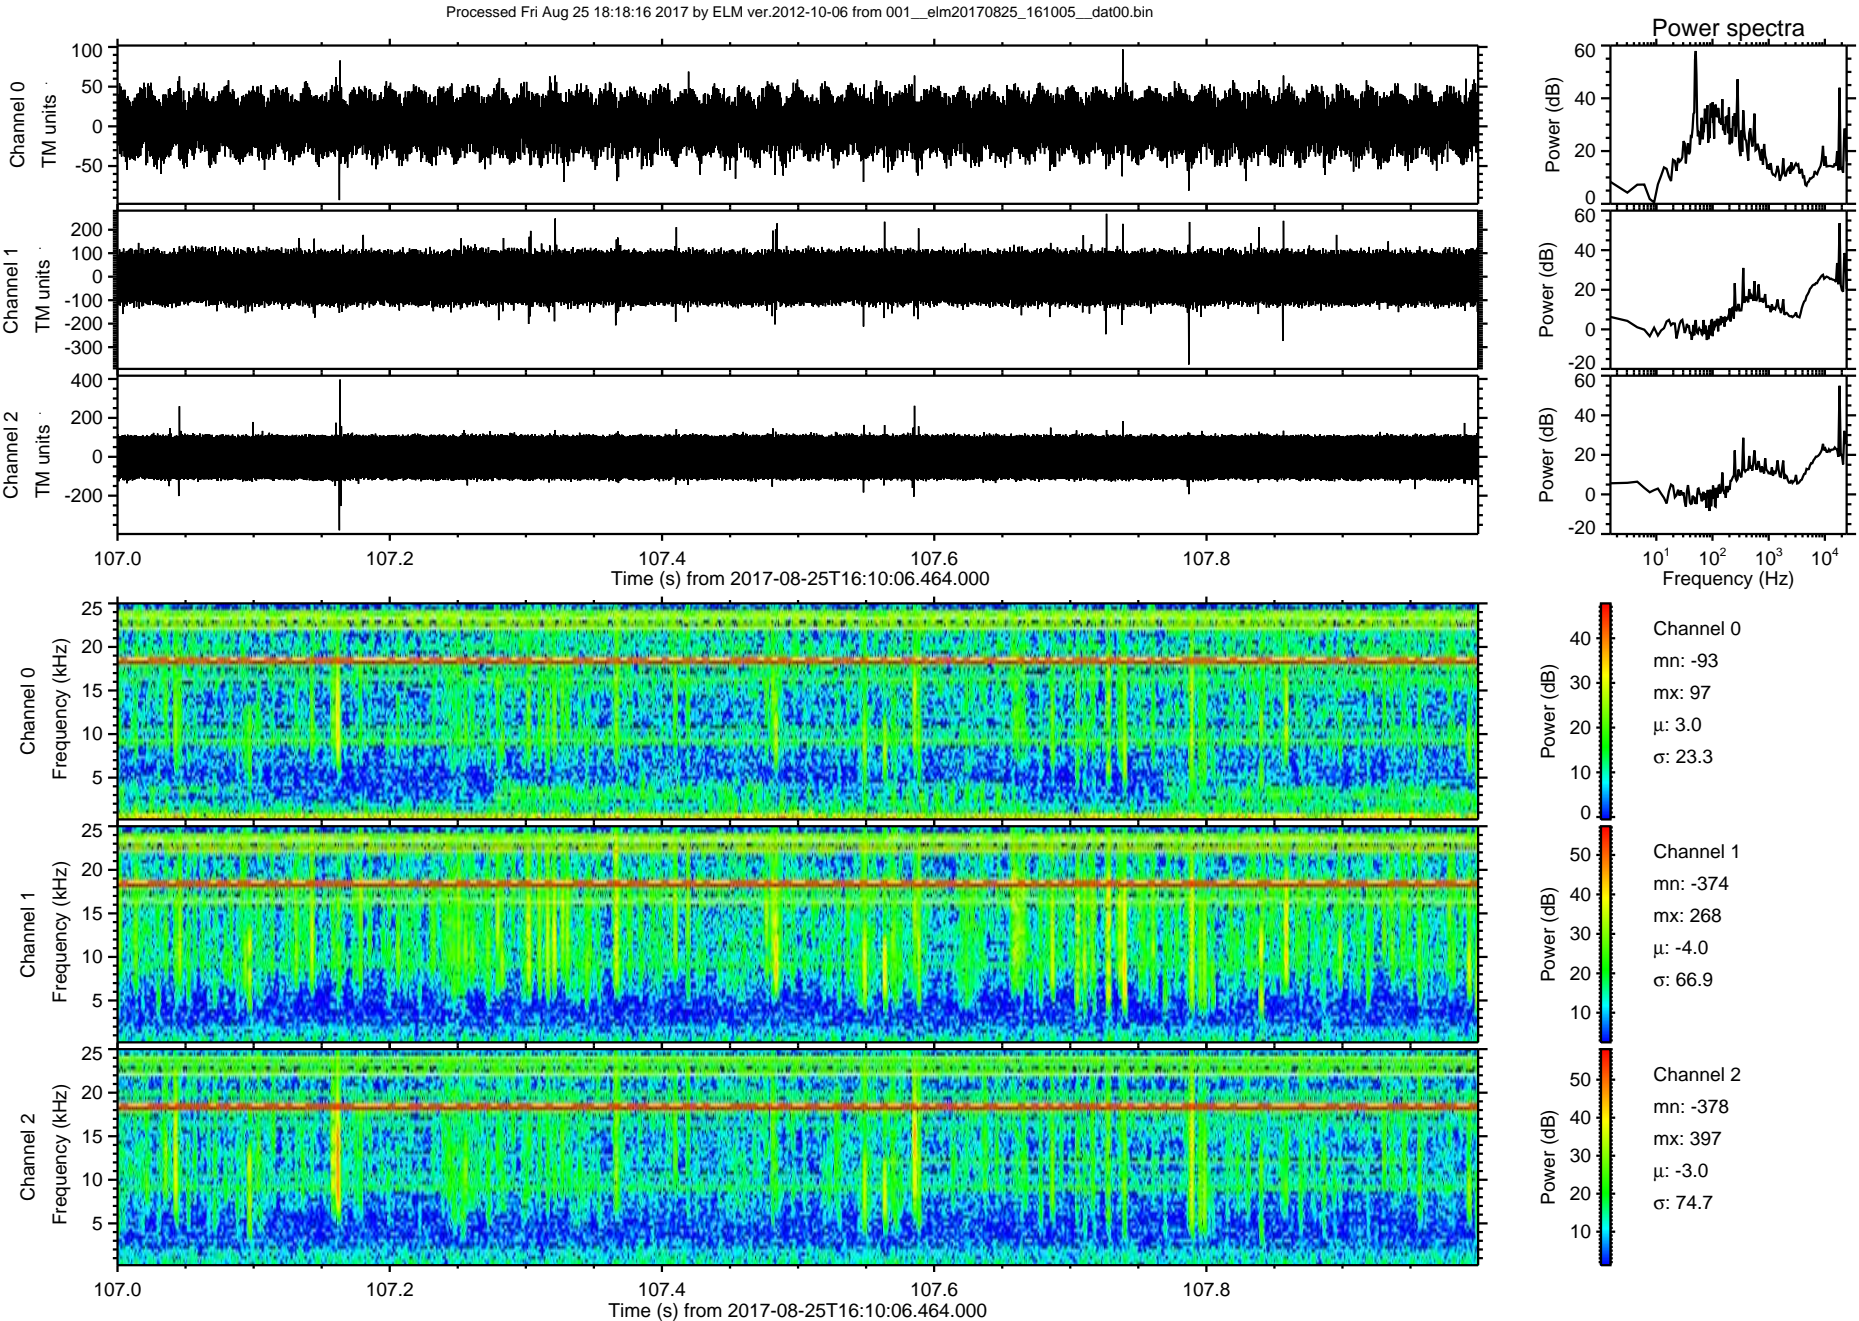 Processed Fri Aug 25 18:18:16 2017 by ELM ver.2012-10-06 from 001__elm20170825_161005__dat00.bin
Power spectra
Channel 0
TM units
100
50
0
-50
Power (dB)
60
40
20
0
Channel 1
TM units
200
100
0
-100
-200
-300
Power (dB)
60
40
20
0
-20
Channel 2
TM units
400
200
0
-200
Power (dB)
60
40
20
0
-20
107.0 107.2 107.4 107.6 107.8
Time (s) from 2017-08-25T16:10:06.464.000
10^1 10^2 10^3 10^4
Frequency (Hz)
Channel 0
Frequency (kHz)
25
20
15
10
5
Power (dB)
40
30
20
10
0
Channel 0
mn: -93
mx: 97
μ: 3.0
σ: 23.3
Channel 1
Frequency (kHz)
25
20
15
10
5
Power (dB)
50
40
30
20
10
Channel 1
mn: -374
mx: 268
μ: -4.0
σ: 66.9
Channel 2
Frequency (kHz)
25
20
15
10
5
Power (dB)
50
40
30
20
10
Channel 2
mn: -378
mx: 397
μ: -3.0
σ: 74.7
107.0 107.2 107.4 107.6 107.8
Time (s) from 2017-08-25T16:10:06.464.000